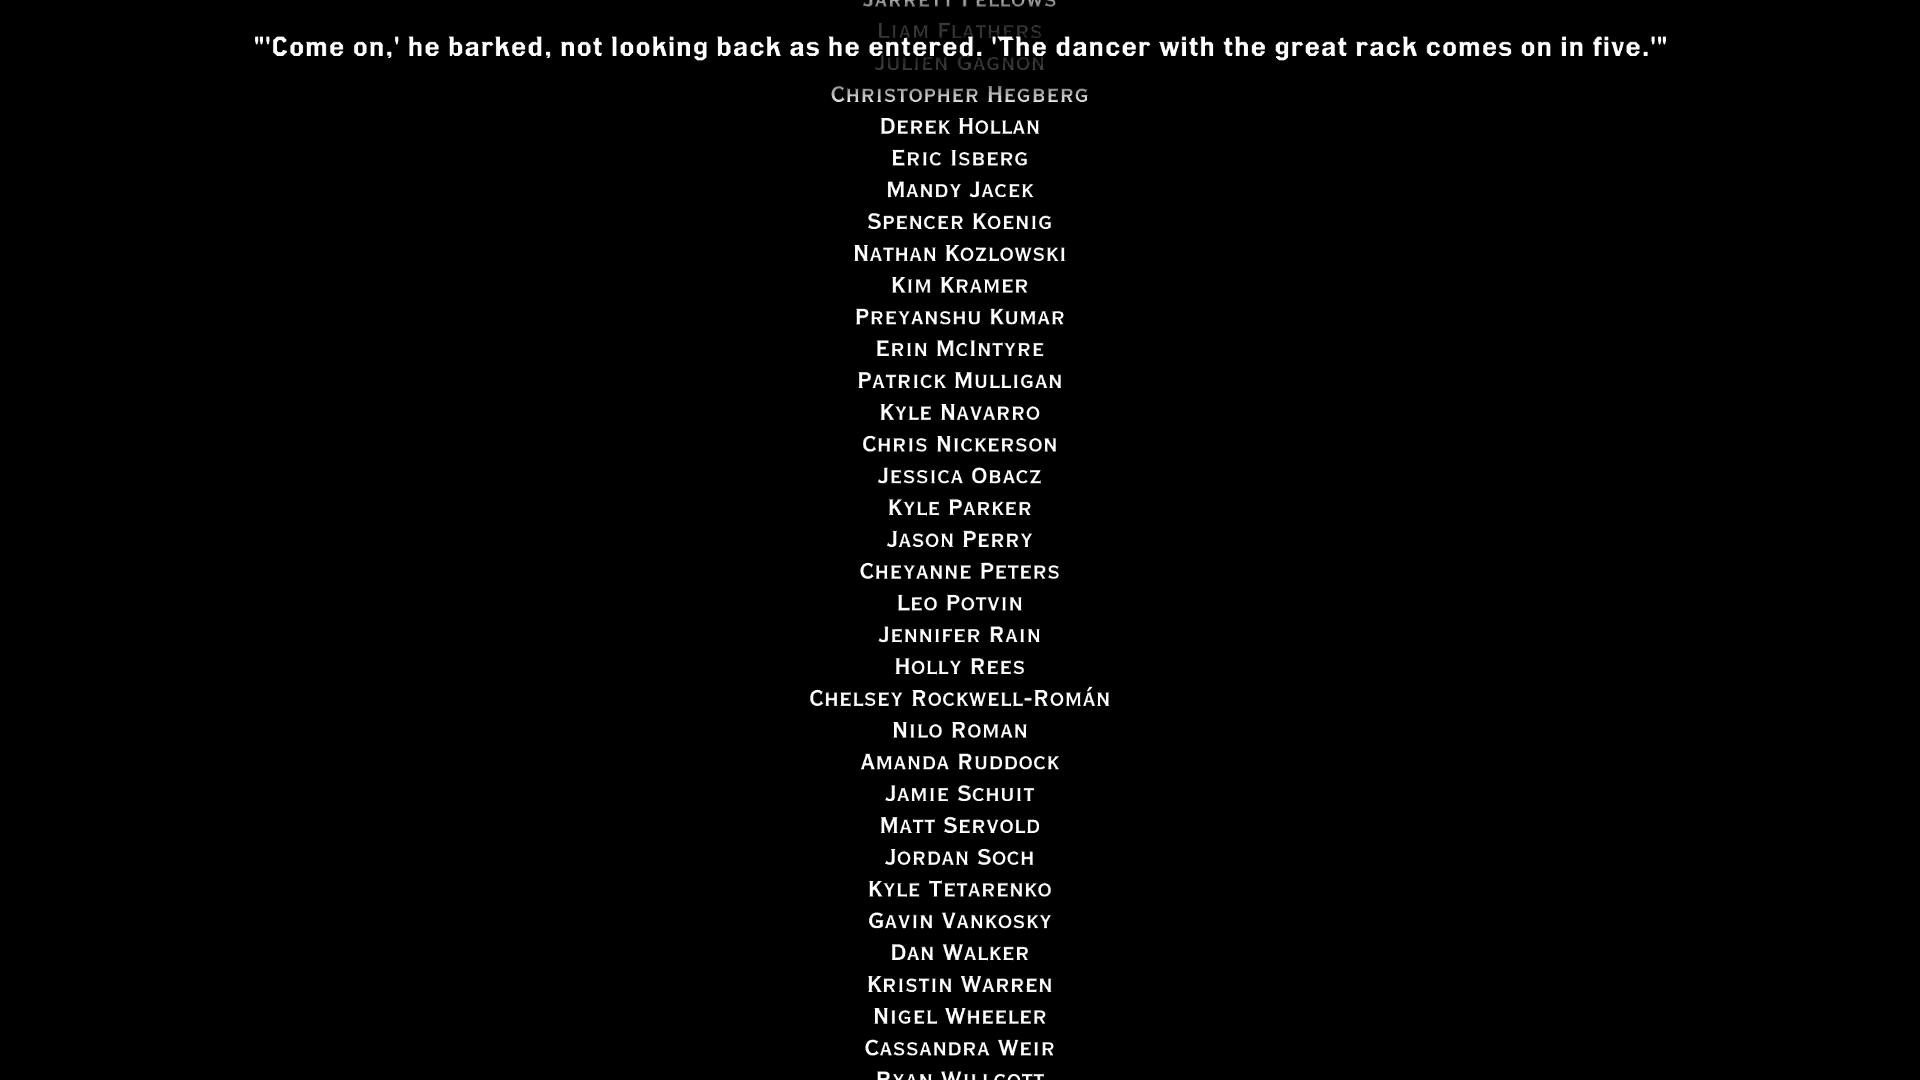 JARRETT FELLOWS
LIAM FLATHERS
"'Come on,' he barked, not looking back as he entered. 'The dancer with the great rack comes on in five.'"
JULIEN GAGNON
CHRISTOPHER HEGBERG
DEREK HOLLAN
ERIC ISBERG
MANDY JACEK
SPENCER KOENIG
NATHAN KOZLOWSKI
KIM KRAMER
PREYANSHU KUMAR
ERIN MCINTYRE
PATRICK MULLIGAN
KYLE NAVARRO
CHRIS NICKERSON
JESSICA OBACZ
KYLE PARKER
JASON PERRY
CHEYANNE PETERS
LEO POTVIN
JENNIFER RAIN
HOLLY REES
CHELSEY ROCKWELL-ROMÁN
NILO ROMAN
AMANDA RUDDOCK
JAMIE SCHUIT
MATT SERVOLD
JORDAN SOCH
KYLE TETARENKO
GAVIN VANKOSKY
DAN WALKER
KRISTIN WARREN
NIGEL WHEELER
CASSANDRA WEIR
RYAN WILLCOTT